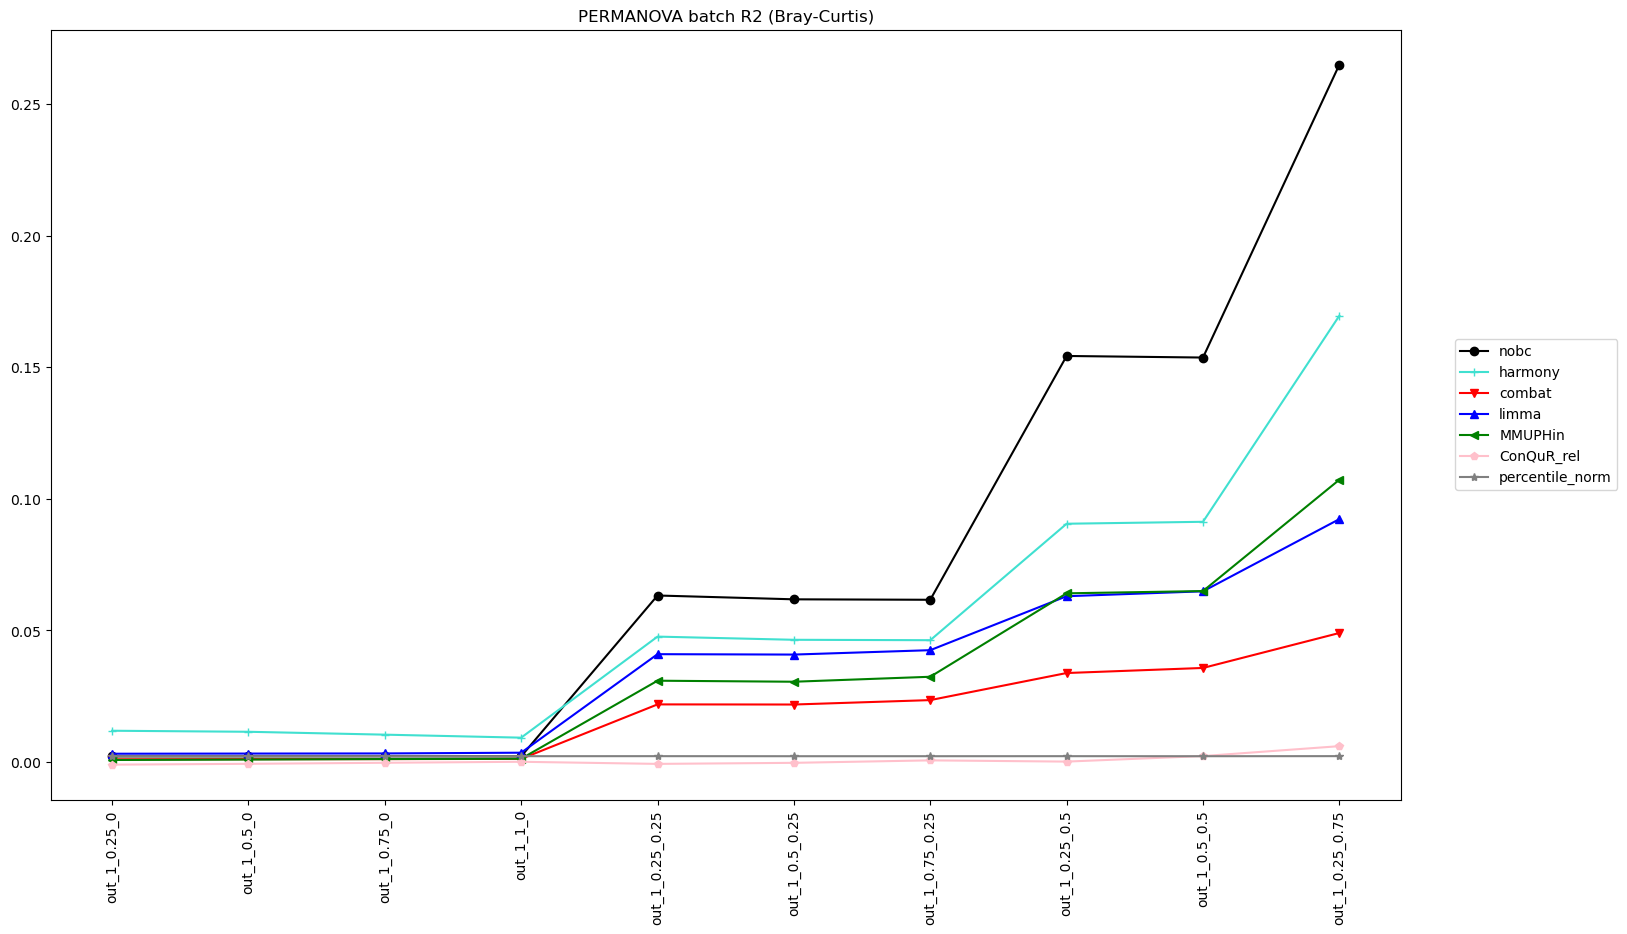 PERMANOVA batch R2 (Bray-Curtis)
0.25
0.20
0.15
0.10
0.05
0.00
out_1_0.25_0
out_1_0.5_0
out_1_0.75_0
out_1_1_0
out_1_0.25_0.25
out_1_0.5_0.25
out_1_0.75_0.25
out_1_0.25_0.5
out_1_0.5_0.5
out_1_0.25_0.75
nobc
harmony
combat
limma
MMUPHin
ConQuR_rel
percentile_norm